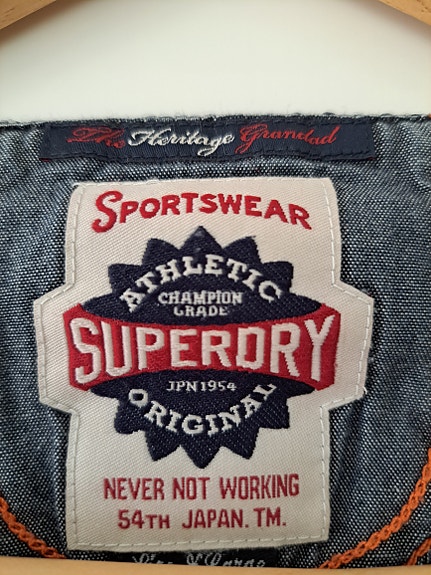 The Heritage Grandad
SPORTSWEAR
ATHLETIC
CHAMPION
GRADE
SUPERDRY
JPN 1954
ORIGINAL
NEVER NOT WORKING
54TH JAPAN. TM.